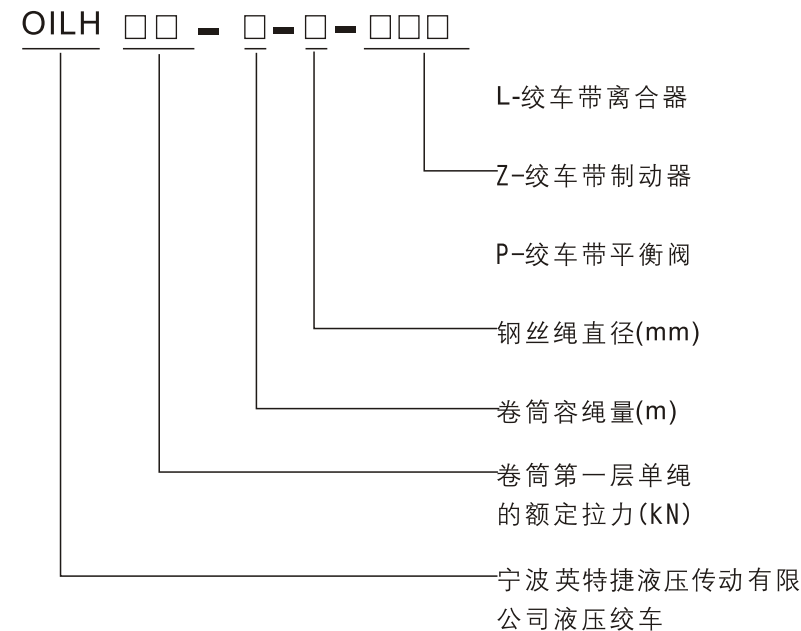 OILH □□ - □-□-□□□
L-绞车带离合器
Z-绞车带制动器
P-绞车带平衡阀
钢丝绳直径(mm)
卷筒容绳量(m)
卷筒第一层单绳
的额定拉力(kN)
宁波英特捷液压传动有限
公司液压绞车